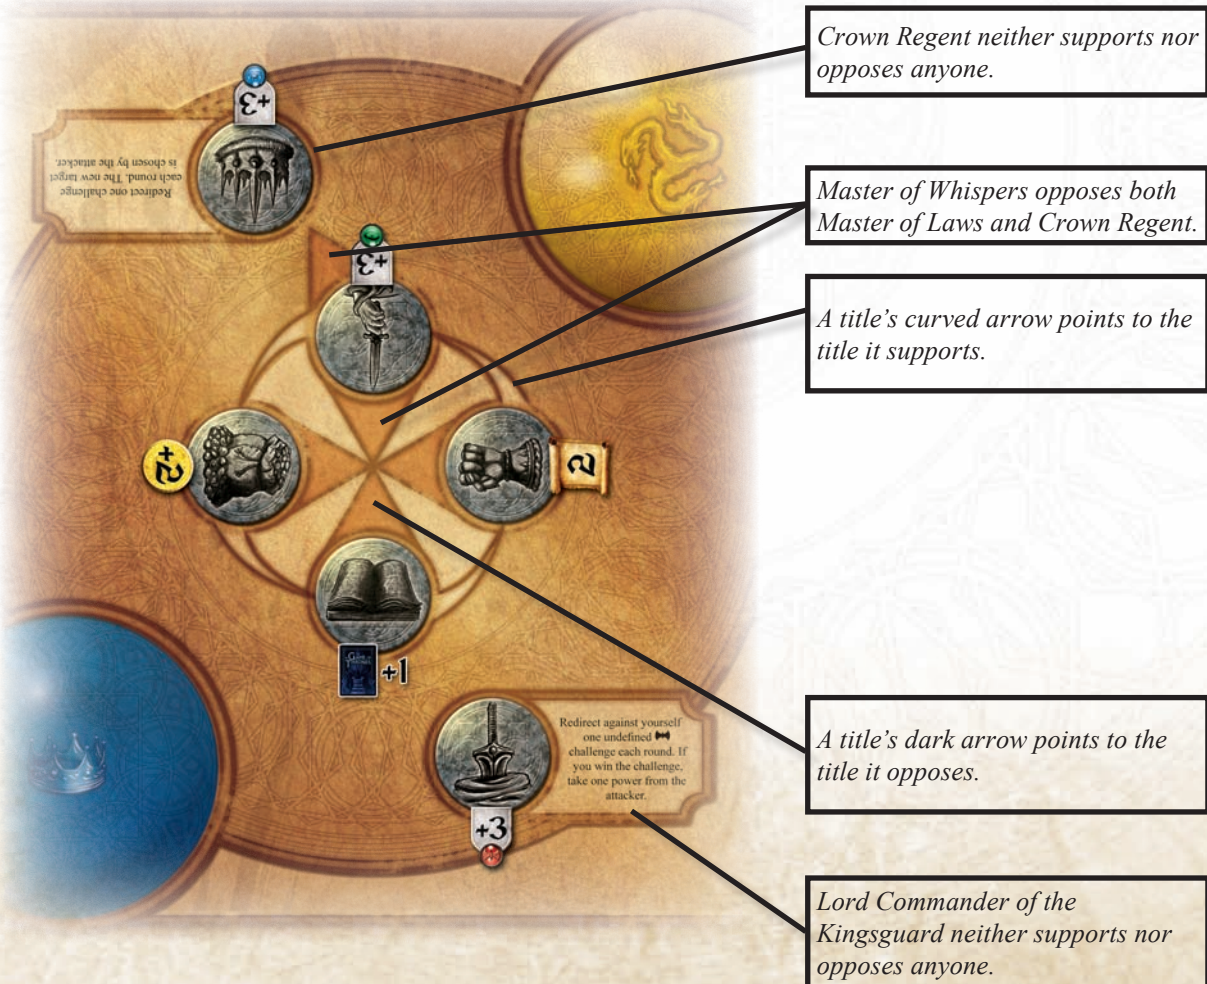 Crown Regent neither supports nor
opposes anyone.
+3
Redirect one challenge
each round. The new target
is chosen by the attacker.
Master of Whispers opposes both
Master of Laws and Crown Regent.
+3
A title's curved arrow points to the
title it supports.
+2
2
+1
Redirect against yourself
one undefined
challenge each round. If
you win the challenge,
take one power from the
attacker.
+3
A title's dark arrow points to the
title it opposes.
Lord Commander of the
Kingsguard neither supports nor
opposes anyone.